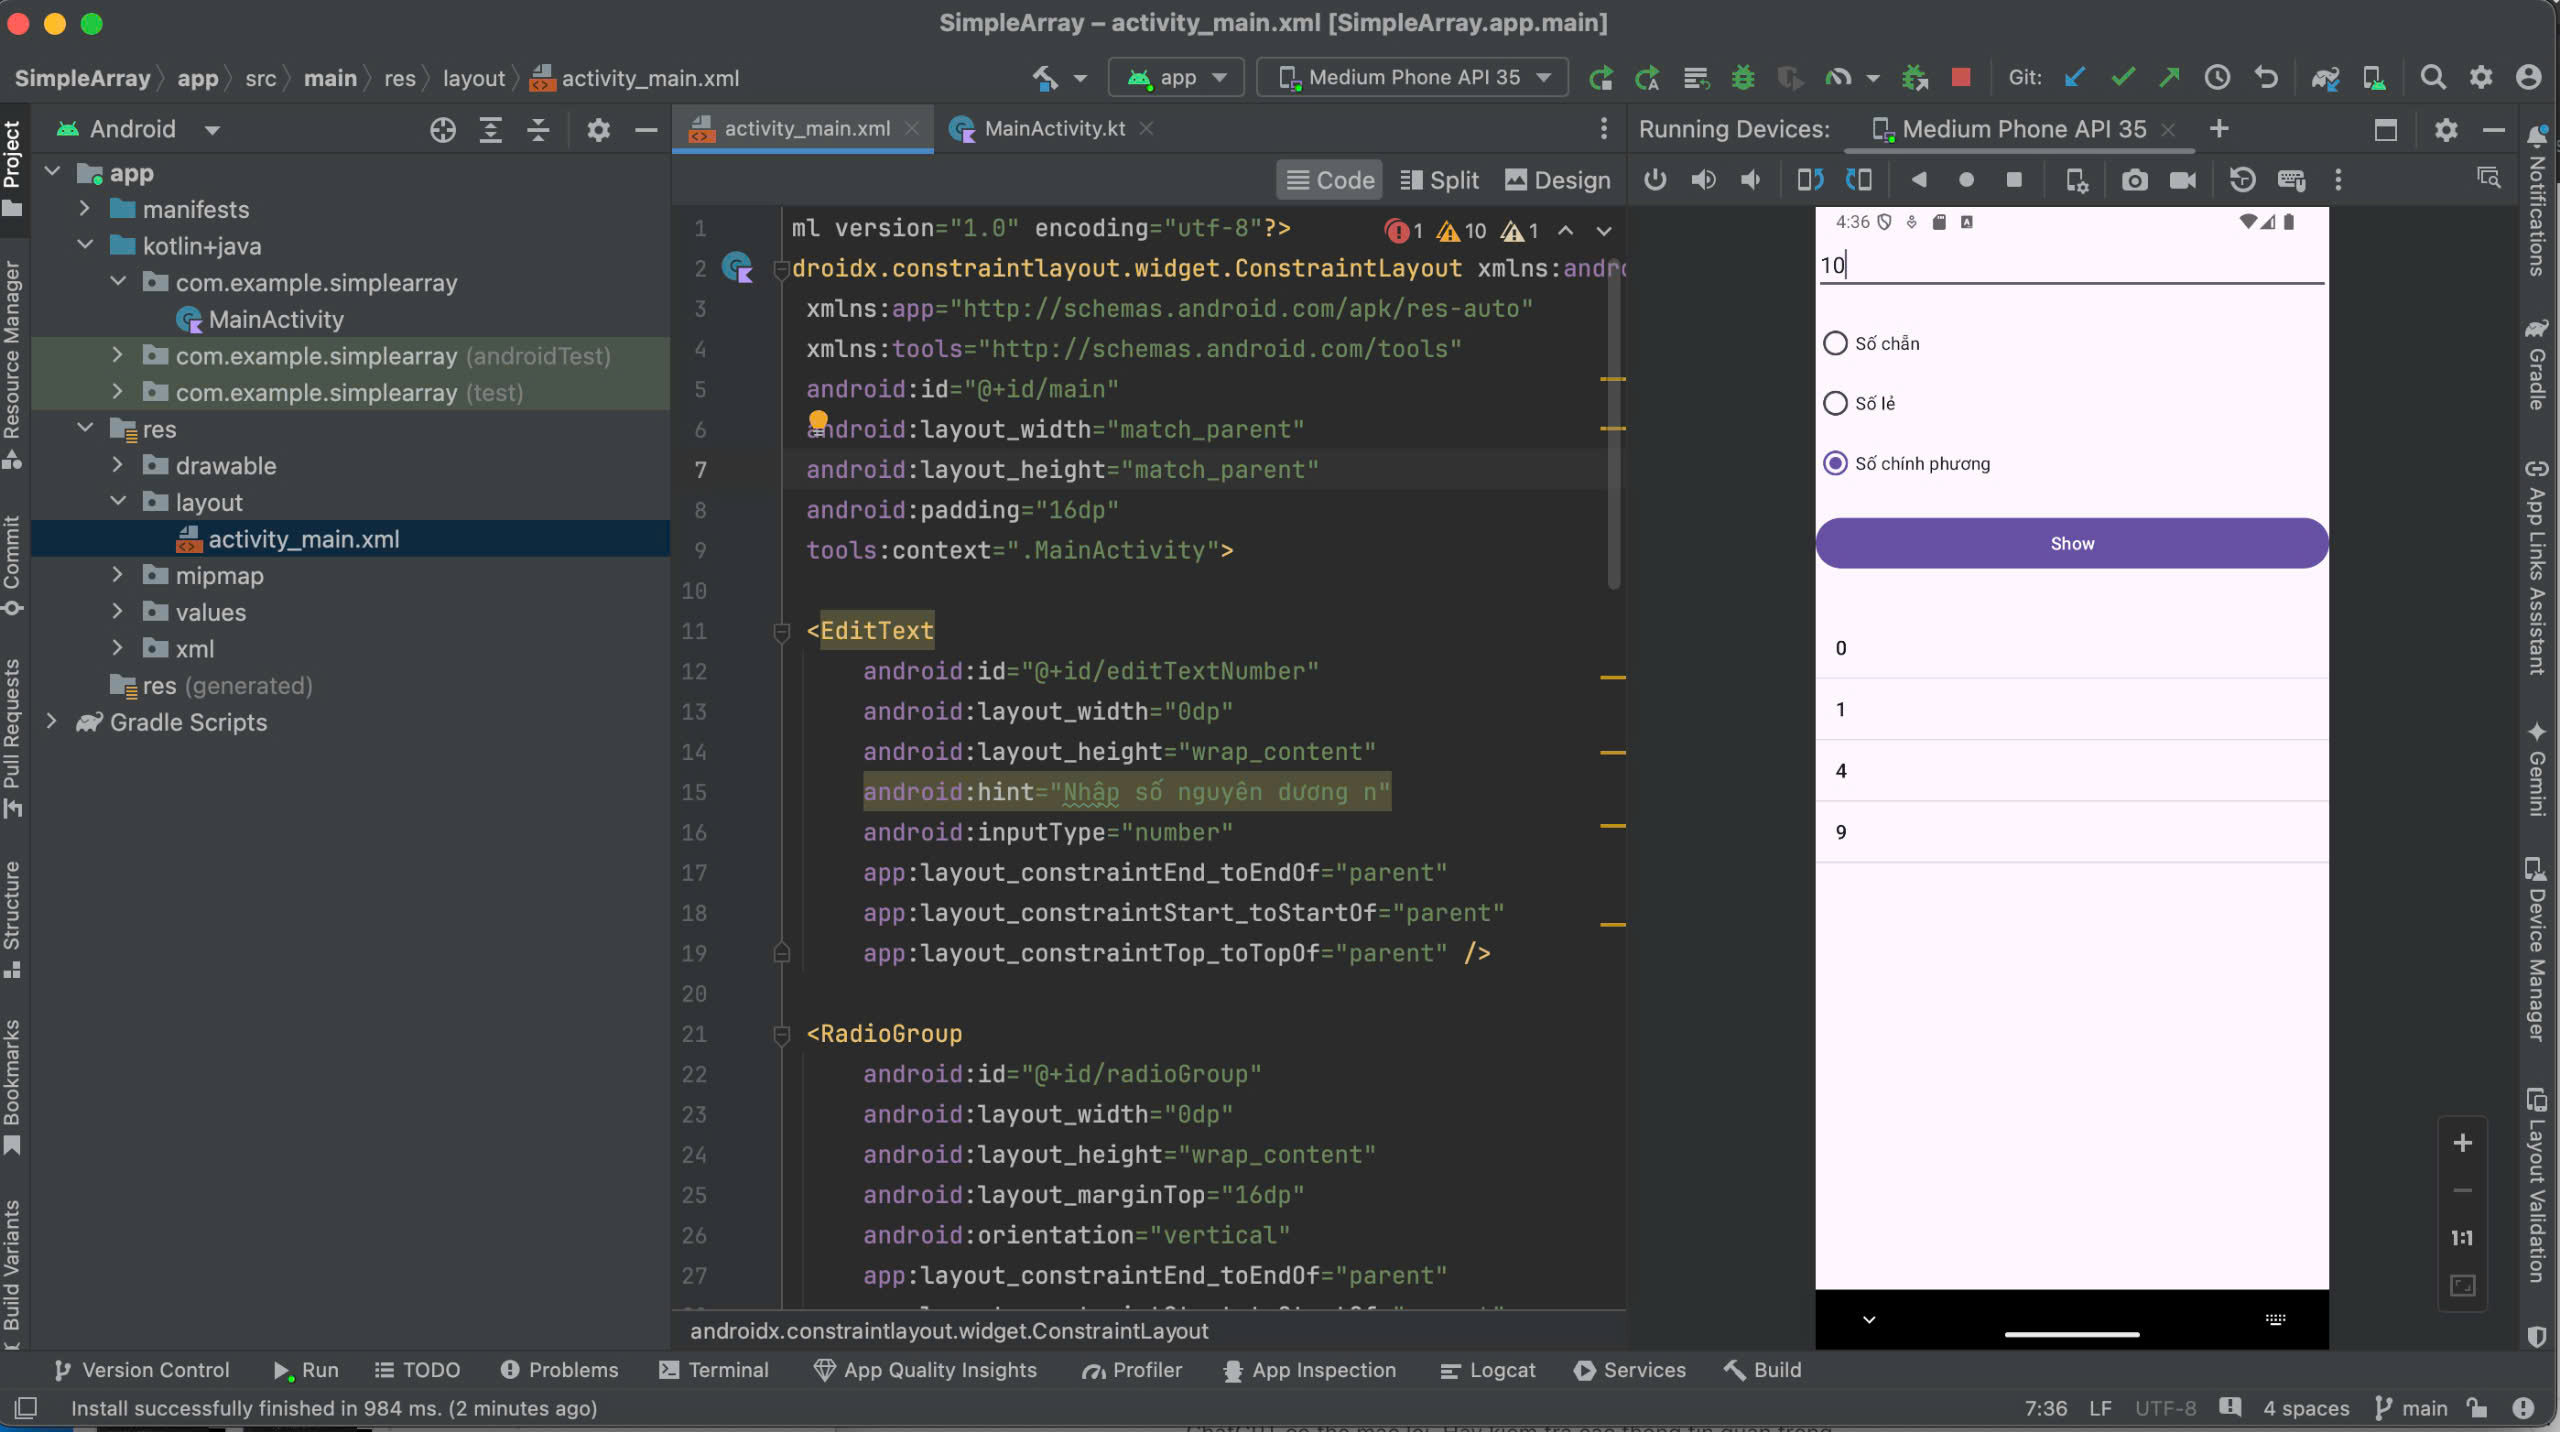 SimpleArray – activity_main.xml [SimpleArray.app.main]
SimpleArray app src main res layout activity_main.xml
app
Medium Phone API 35
Git:
Project
Resource Manager
Commit
Pull Requests
Structure
Bookmarks
Build Variants
Android
app
manifests
kotlin+java
com.example.simplearray
MainActivity
com.example.simplearray (androidTest)
com.example.simplearray (test)
res
drawable
layout
activity_main.xml
mipmap
values
xml
res (generated)
Gradle Scripts
activity_main.xml
MainActivity.kt
Code
Split
Design
1 10 1
1 ml version="1.0" encoding="utf-8"?>
2 droidx.constraintlayout.widget.ConstraintLayout xmlns:andr
3 xmlns:app="http://schemas.android.com/apk/res-auto"
4 xmlns:tools="http://schemas.android.com/tools"
5 android:id="@+id/main"
6 android:layout_width="match_parent"
7 android:layout_height="match_parent"
8 android:padding="16dp"
9 tools:context=".MainActivity">
10
11 <EditText
12 android:id="@+id/editTextNumber"
13 android:layout_width="0dp"
14 android:layout_height="wrap_content"
15 android:hint="Nhập số nguyên dương n"
16 android:inputType="number"
17 app:layout_constraintEnd_toEndOf="parent"
18 app:layout_constraintStart_toStartOf="parent"
19 app:layout_constraintTop_toTopOf="parent" />
20
21 <RadioGroup
22 android:id="@+id/radioGroup"
23 android:layout_width="0dp"
24 android:layout_height="wrap_content"
25 android:layout_marginTop="16dp"
26 android:orientation="vertical"
27 app:layout_constraintEnd_toEndOf="parent"
androidx.constraintlayout.widget.ConstraintLayout
Running Devices:
Medium Phone API 35
4:36
10
Số chẵn
Số lẻ
Số chính phương
Show
0
1
4
9
1:1
Notifications
Gradle
App Links Assistant
Gemini
Device Manager
Layout Validation
Version Control
Run
TODO
Problems
Terminal
App Quality Insights
Profiler
App Inspection
Logcat
Services
Build
Install successfully finished in 984 ms. (2 minutes ago)
7:36
LF
UTF-8
4 spaces
main